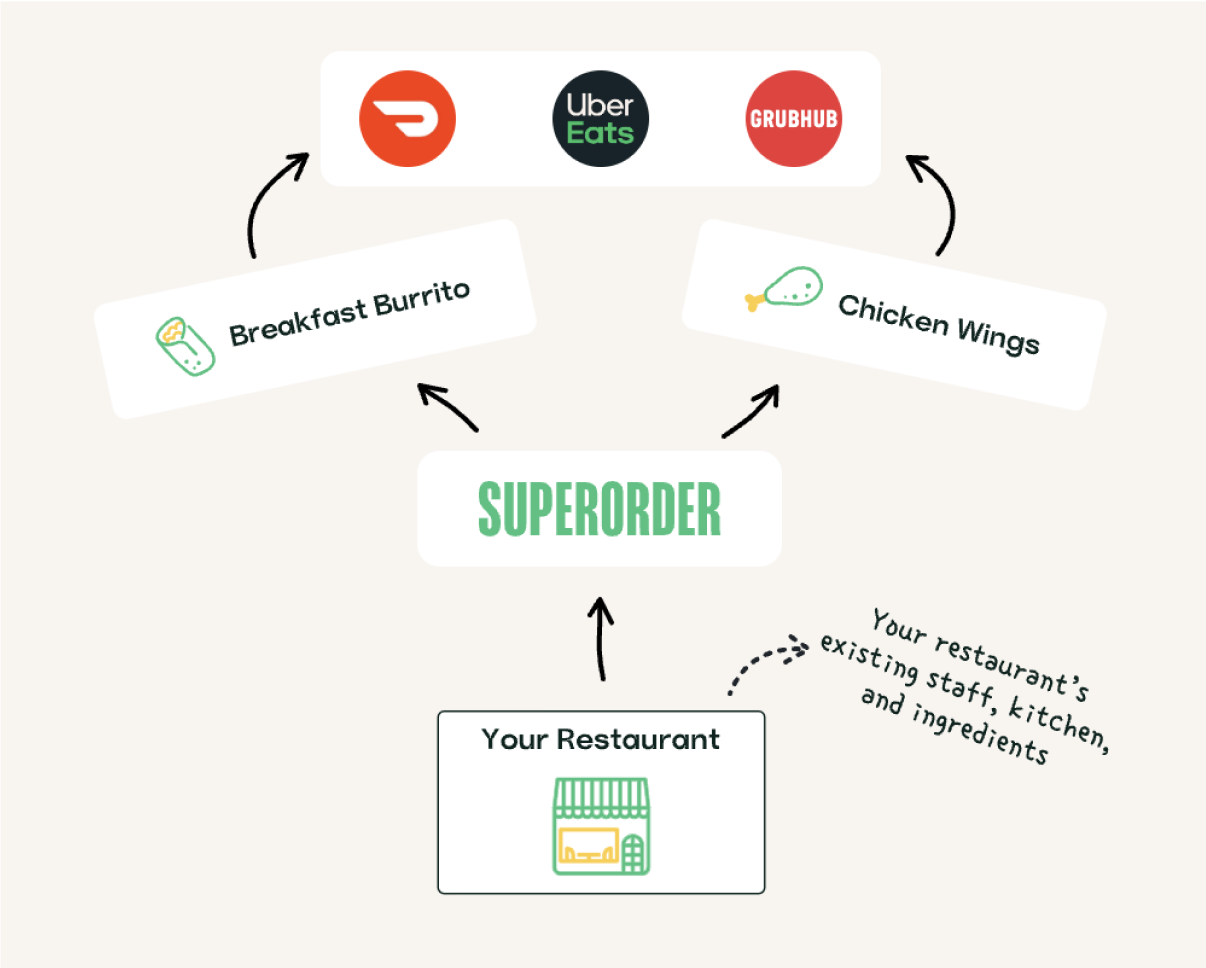 Uber
Eats
GRUBHUB
Breakfast Burrito
Chicken Wings
SUPERORDER
Your restaurant's
existing staff, kitchen,
and ingredients
Your Restaurant